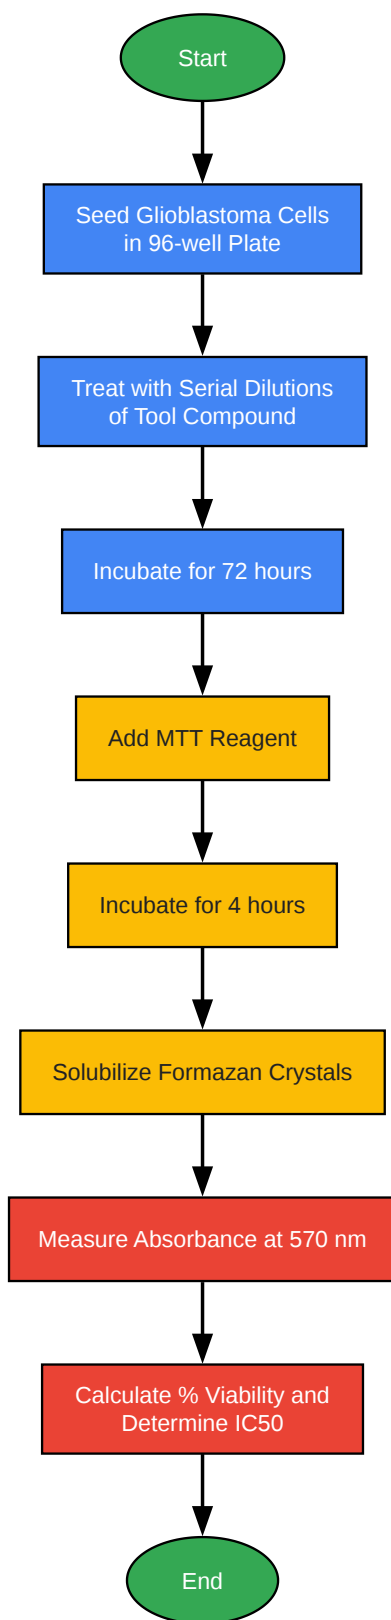 Start
Seed Glioblastoma Cells
in 96-well Plate
Treat with Serial Dilutions
of Tool Compound
Incubate for 72 hours
Add MTT Reagent
Incubate for 4 hours
Solubilize Formazan Crystals
Measure Absorbance at 570 nm
Calculate % Viability and
Determine IC50
End